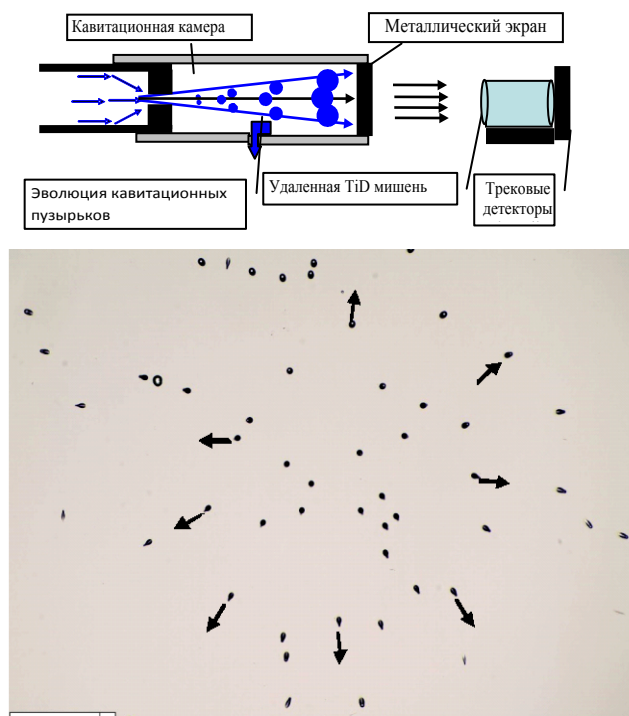 Кавитационная камера
Металлический экран
Эволюция кавитационных
пузырьков
Удаленная TiD мишень
Трековые
детекторы